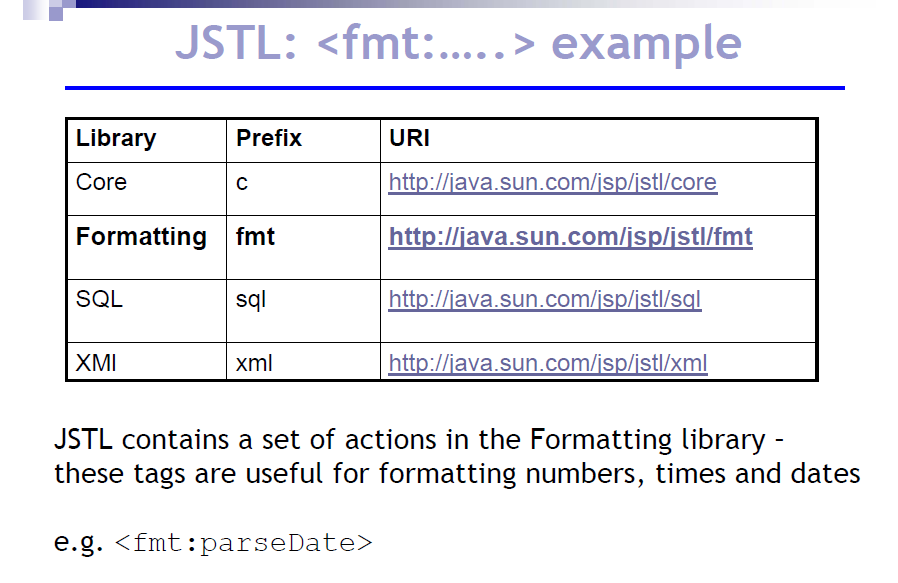 JSTL: <fmt:…..> example
Library Prefix URI
Core c http://java.sun.com/jsp/jstl/core
Formatting fmt http://java.sun.com/jsp/jstl/fmt
SQL sql http://java.sun.com/jsp/jstl/sql
XMl xml http://java.sun.com/jsp/jstl/xml
JSTL contains a set of actions in the Formatting library –
these tags are useful for formatting numbers, times and dates
e.g. <fmt:parseDate>